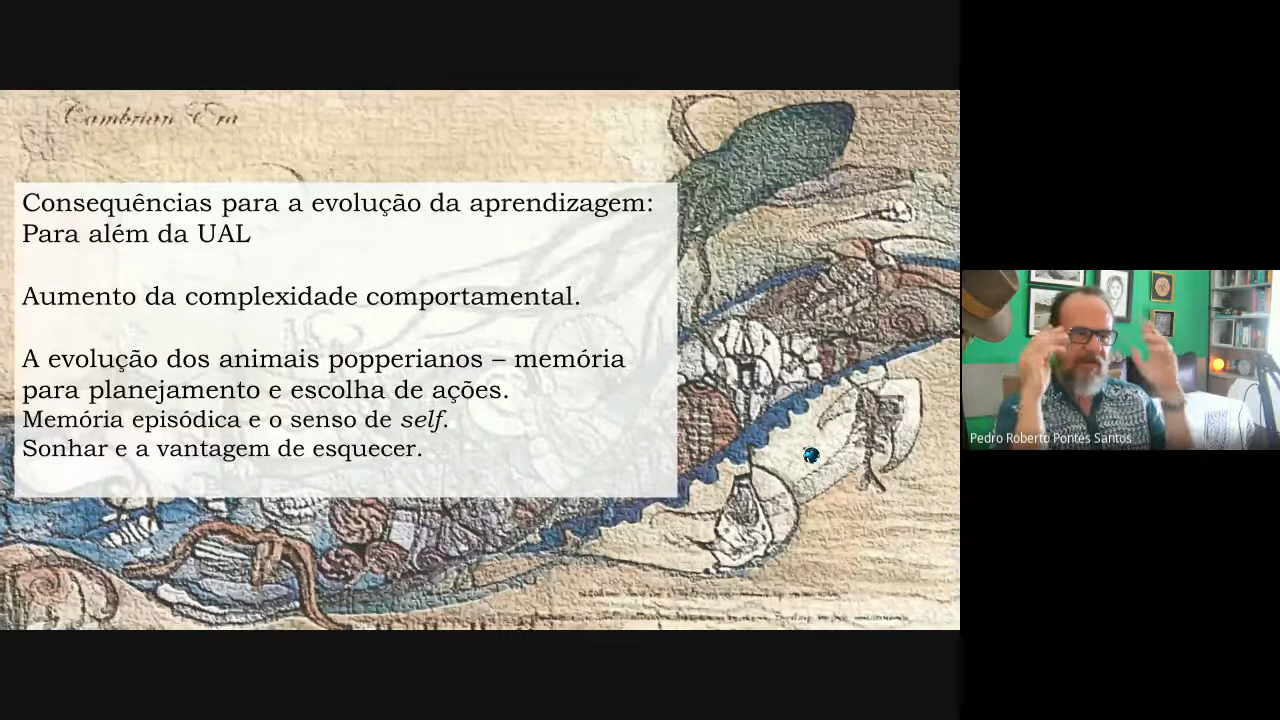 Cambrian Era
Consequências para a evolução da aprendizagem:
Para além da UAL
Aumento da complexidade comportamental.
A evolução dos animais popperianos – memória
para planejamento e escolha de ações.
Memória episódica e o senso de self.
Sonhar e a vantagem de esquecer.
Pedro Roberto Pontes Santos